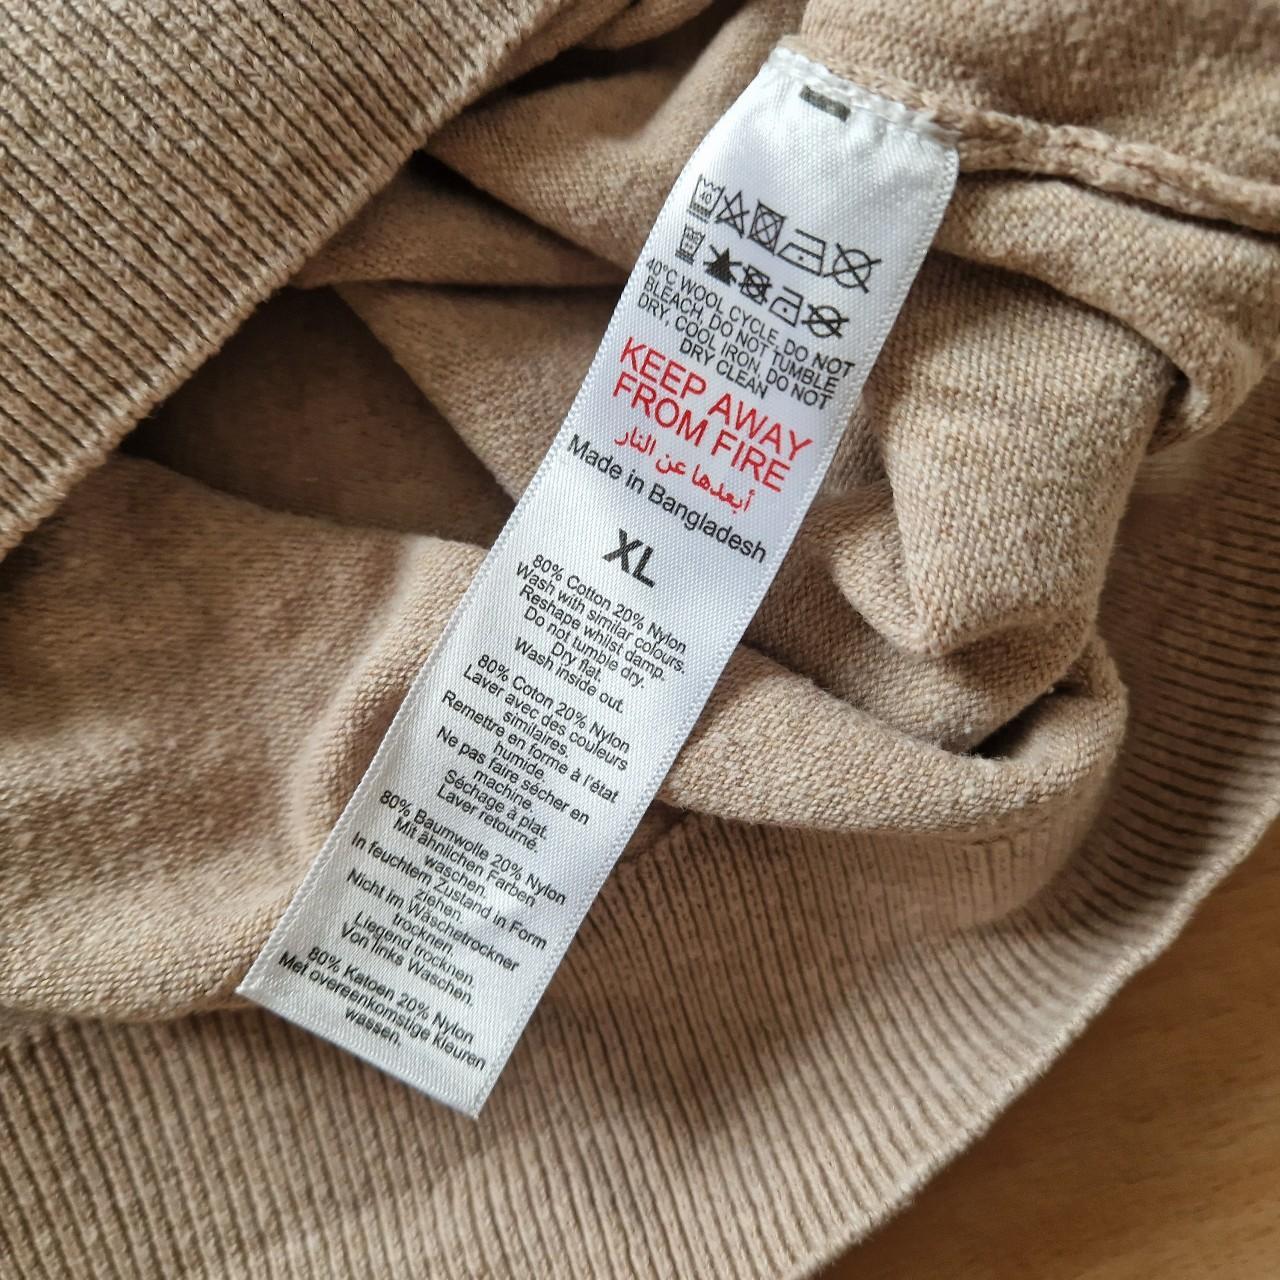 40
40°C WOOL CYCLE, DO NOT
BLEACH, DO NOT TUMBLE
DRY, COOL IRON, DO NOT
DRY CLEAN
KEEP AWAY
FROM FIRE
أبعدها عن النار
Made in Bangladesh
XL
80% Cotton 20% Nylon
Wash with similar colours.
Reshape whilst damp.
Do not tumble dry.
Dry flat.
Wash inside out.
80% Coton 20% Nylon
Laver avec des couleurs
similaires.
Remettre en forme à l'état
humide.
Ne pas faire sécher en
machine.
Séchage à plat.
Laver retourné.
80% Baumwolle 20% Nylon
Mit ähnlichen Farben
waschen.
In feuchtem Zustand in Form
ziehen.
Nicht im Wäschetrockner
trocknen.
Liegend trocknen.
Von links Waschen.
80% Katoen 20% Nylon
Met overeenkomstige kleuren
wassen.